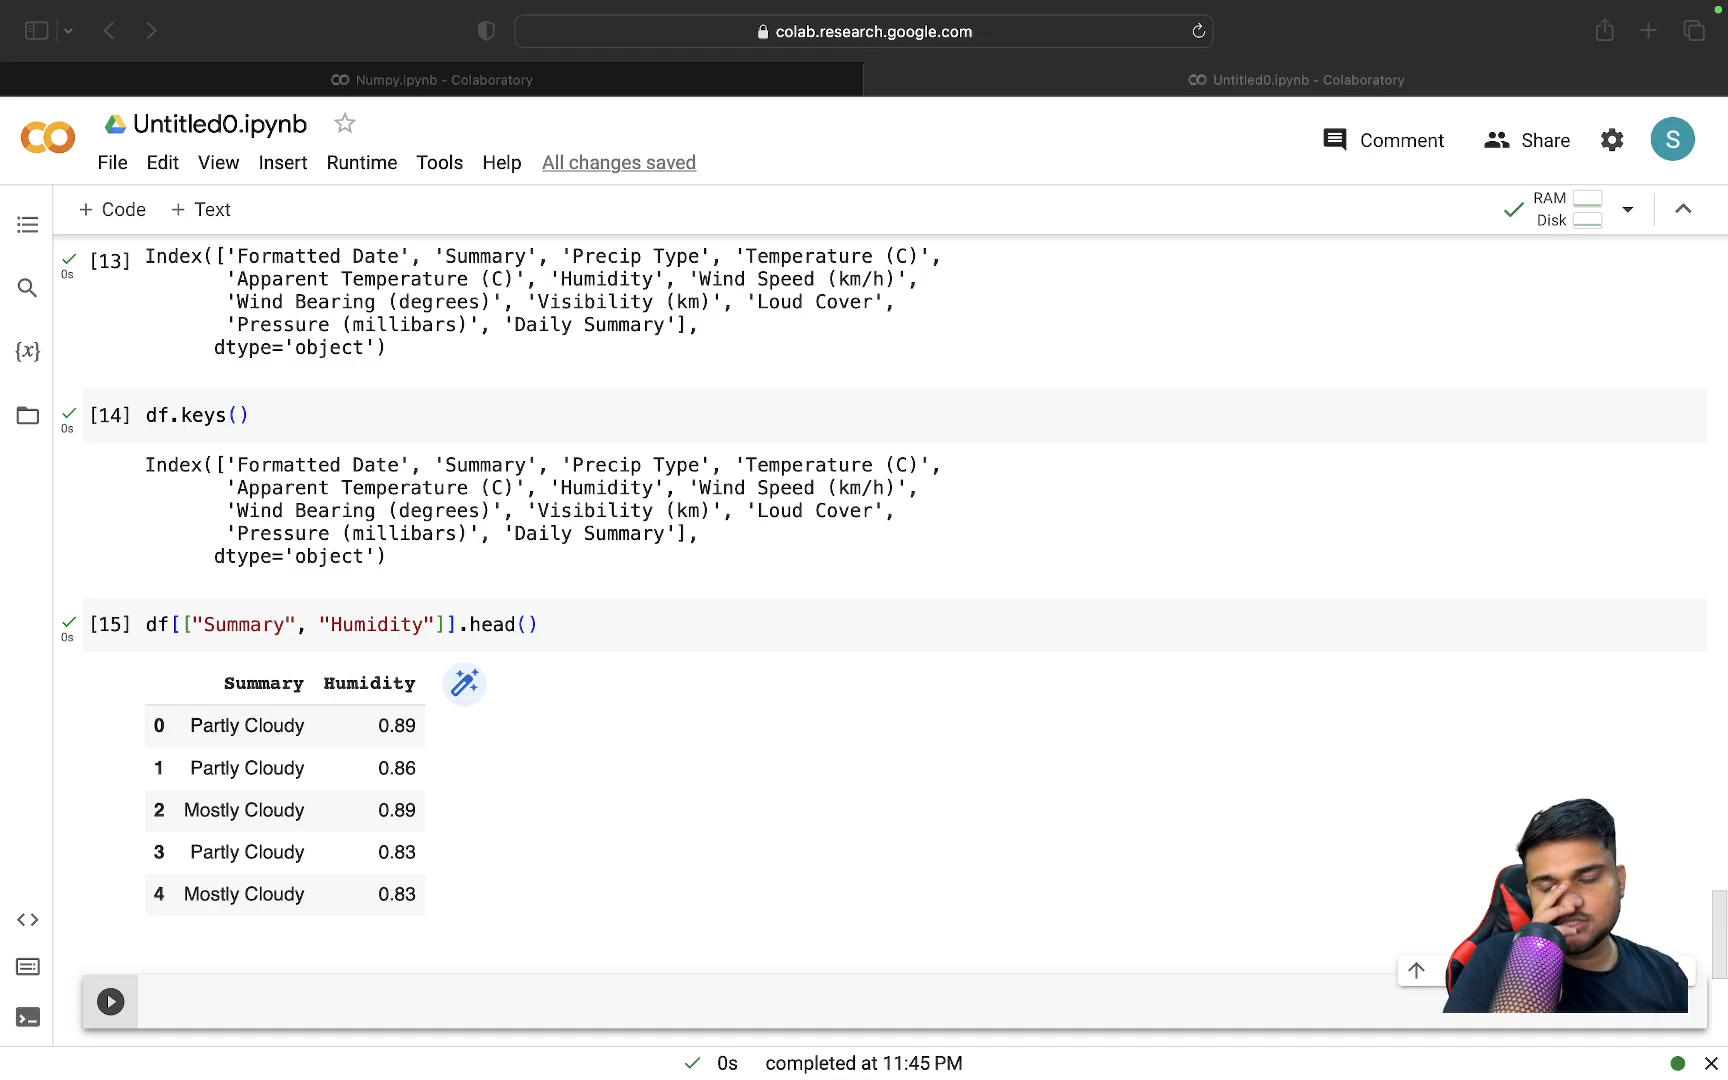 colab.research.google.com
Numpy.ipynb - Colaboratory
Untitled0.ipynb - Colaboratory
Untitled0.ipynb
Comment
Share
S
File Edit View Insert Runtime Tools Help All changes saved
+ Code + Text
RAM
Disk
0s
[13] Index(['Formatted Date', 'Summary', 'Precip Type', 'Temperature (C)',
'Apparent Temperature (C)', 'Humidity', 'Wind Speed (km/h)',
'Wind Bearing (degrees)', 'Visibility (km)', 'Loud Cover',
'Pressure (millibars)', 'Daily Summary'],
dtype='object')
{x}
0s
[14] df.keys()
Index(['Formatted Date', 'Summary', 'Precip Type', 'Temperature (C)',
'Apparent Temperature (C)', 'Humidity', 'Wind Speed (km/h)',
'Wind Bearing (degrees)', 'Visibility (km)', 'Loud Cover',
'Pressure (millibars)', 'Daily Summary'],
dtype='object')
0s
[15] df[["Summary", "Humidity"]].head()
Summary Humidity
0 Partly Cloudy 0.89
1 Partly Cloudy 0.86
2 Mostly Cloudy 0.89
3 Partly Cloudy 0.83
4 Mostly Cloudy 0.83
0s completed at 11:45 PM